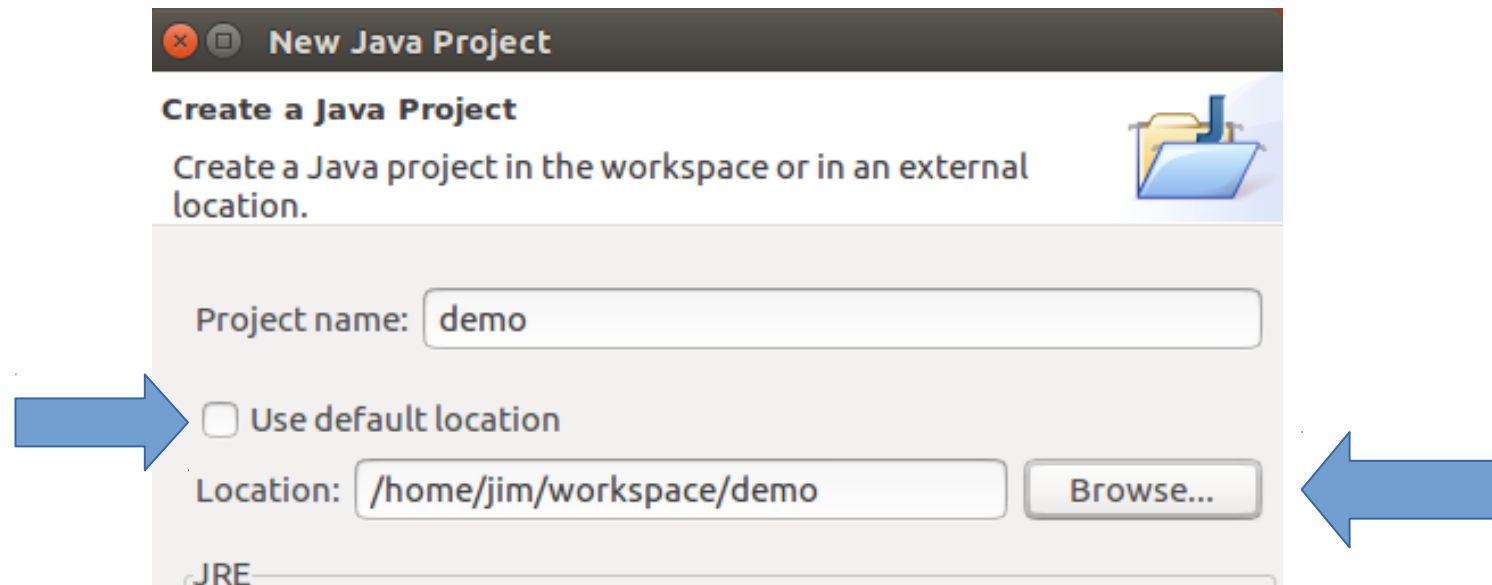 New Java Project
Create a Java Project
Create a Java project in the workspace or in an external
location.
Project name: demo
Use default location
Location: /home/jim/workspace/demo Browse...
JRE